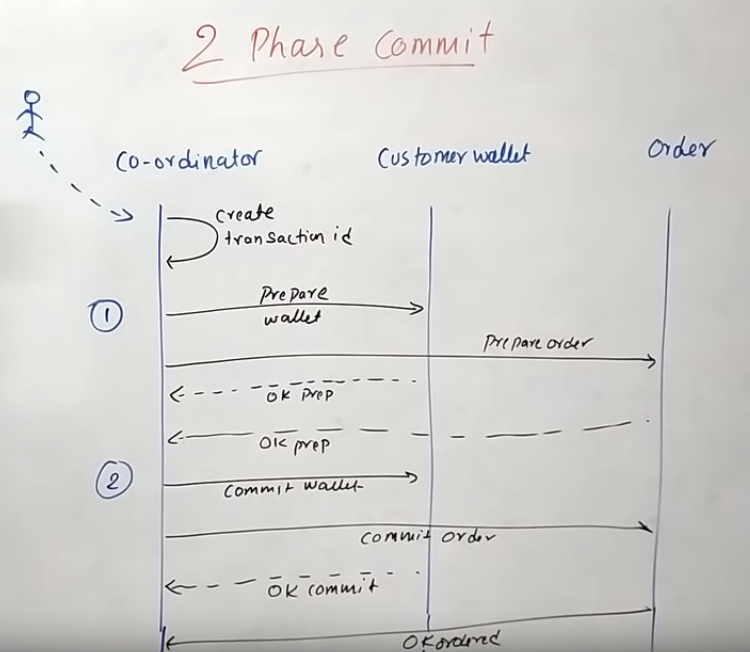 2 Phase Commit
Co-ordinator
Customer wallet
Order
Create
transaction id
1
Prepare
wallet
Prepare order
OK Prep
OK prep
2
Commit wallet
Commit order
OK commit
OK ordered